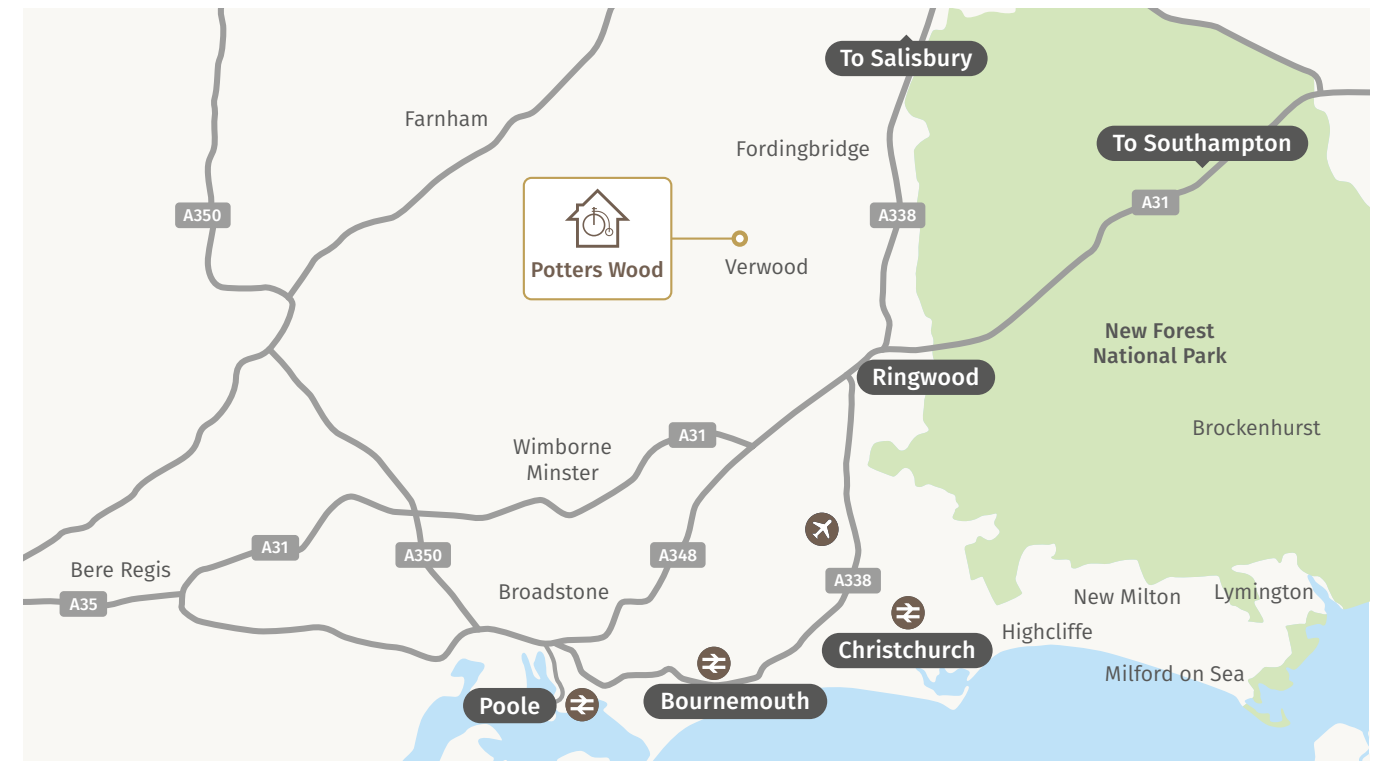 To Salisbury
Farnham
To Southampton
Fordingbridge
A31
A350
A338
Potters Wood
Verwood
New Forest
National Park
Ringwood
Brockenhurst
A31
Wimborne
Minster
A31
A350
A348
Bere Regis
A338
Broadstone
A35
New Milton
Lymington
Highcliffe
Christchurch
Milford on Sea
Bournemouth
Poole